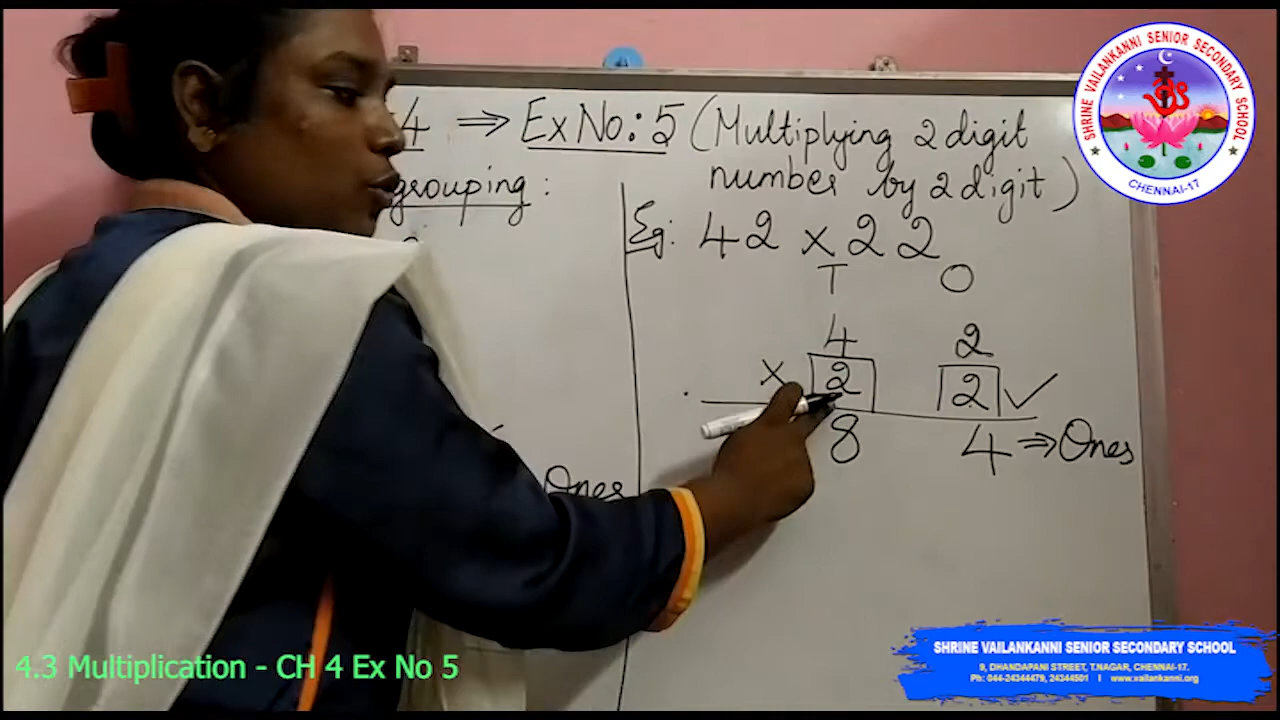 4 ⇒ Ex No: 5 (Multiplying 2 digit
number by 2 digit)
grouping :
Eg: 42 × 22
T O
4 2
× 2 2 ✓
8 4 ⇒ Ones
Ones
SHRINE VAILANKANNI SENIOR SECONDARY SCHOOL
CHENNAI-17
4.3 Multiplication - CH 4 Ex No 5
SHRINE VAILANKANNI SENIOR SECONDARY SCHOOL
9, DHANDAPANI STREET, T.NAGAR, CHENNAI-17.
Ph: 044-24344479, 24344501 I www.vailankanni.org